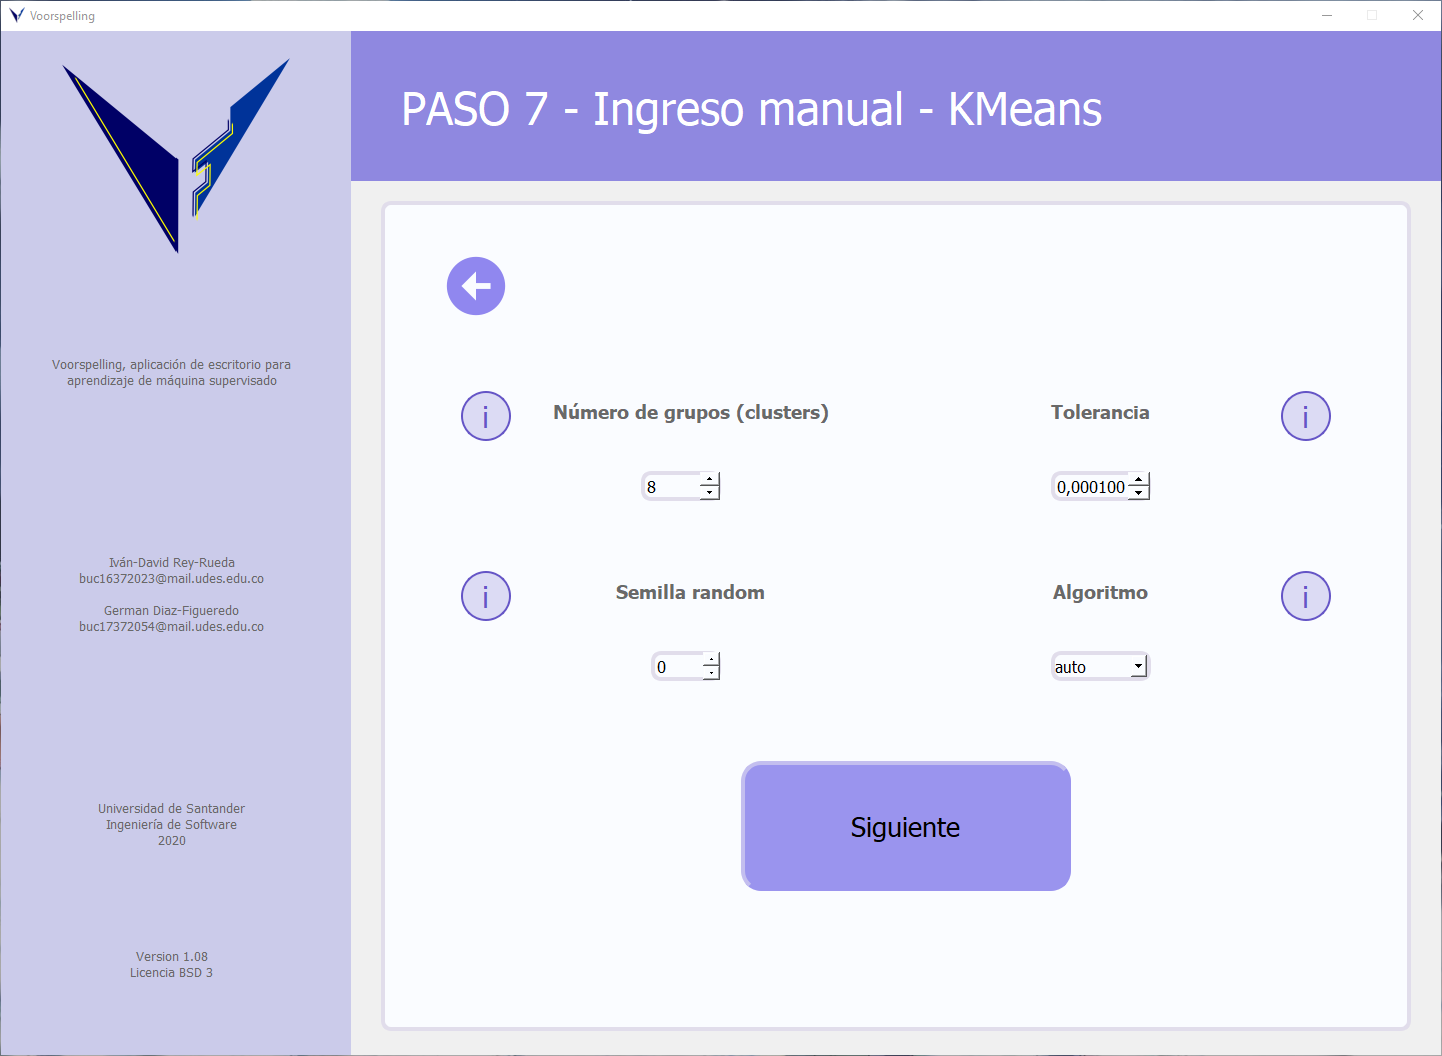 Voorspelling
PASO 7 - Ingreso manual - KMeans
Voorspelling, aplicación de escritorio para
aprendizaje de máquina supervisado
Iván-David Rey-Rueda
buc16372023@mail.udes.edu.co
German Diaz-Figueredo
buc17372054@mail.udes.edu.co
Universidad de Santander
Ingeniería de Software
2020
Version 1.08
Licencia BSD 3
i
Número de grupos (clusters)
Tolerancia
i
8
0,000100
i
Semilla random
Algoritmo
i
0
auto
Siguiente